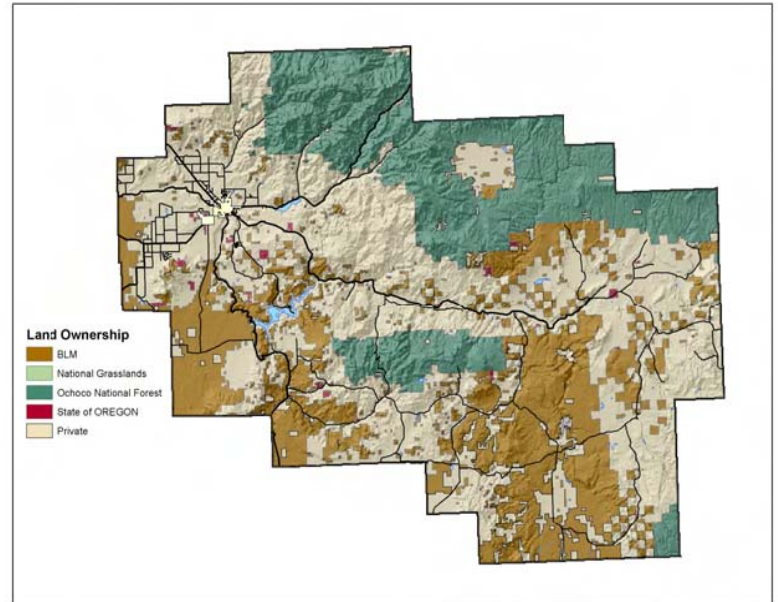 Land Ownership
BLM
National Grasslands
Ochoco National Forest
State of OREGON
Private